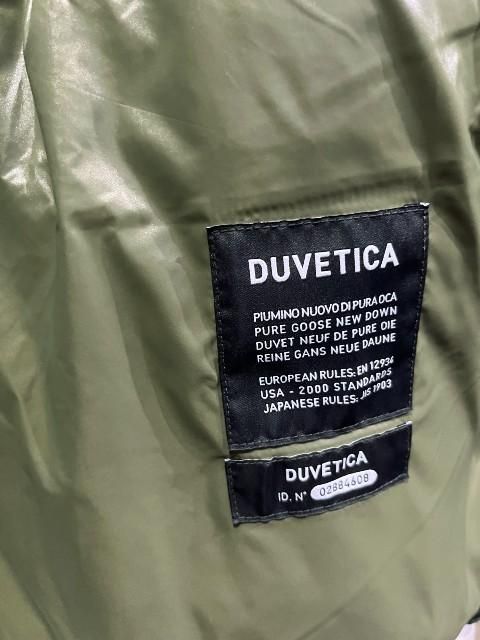 DUVETICA
PIUMINO NUOVO DI PURA OCA
PURE GOOSE NEW DOWN
DUVET NEUF DE PURE OIE
REINE GANS NEUE DAUNE
EUROPEAN RULES: EN 12934
USA - 2000 STANDARDS
JAPANESE RULES: JIS 1903
DUVETICA
ID. N° 02884608